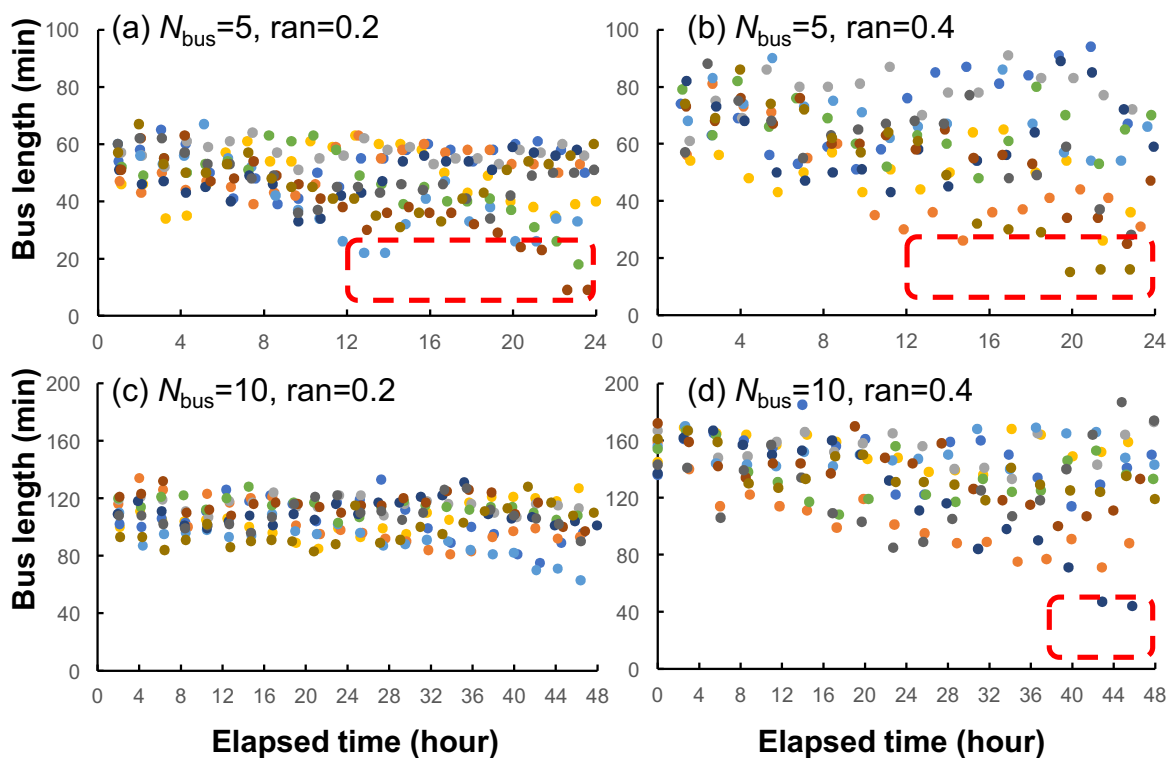 (a) Nbus=5, ran=0.2
Bus length (min)
100
80
60
40
20
0
0 4 8 12 16 20 24
(b) Nbus=5, ran=0.4
100
80
60
40
20
0
0 4 8 12 16 20 24
(c) Nbus=10, ran=0.2
Bus length (min)
200
160
120
80
40
0
0 4 8 12 16 20 24 28 32 36 40 44 48
Elapsed time (hour)
(d) Nbus=10, ran=0.4
200
160
120
80
40
0
0 4 8 12 16 20 24 28 32 36 40 44 48
Elapsed time (hour)